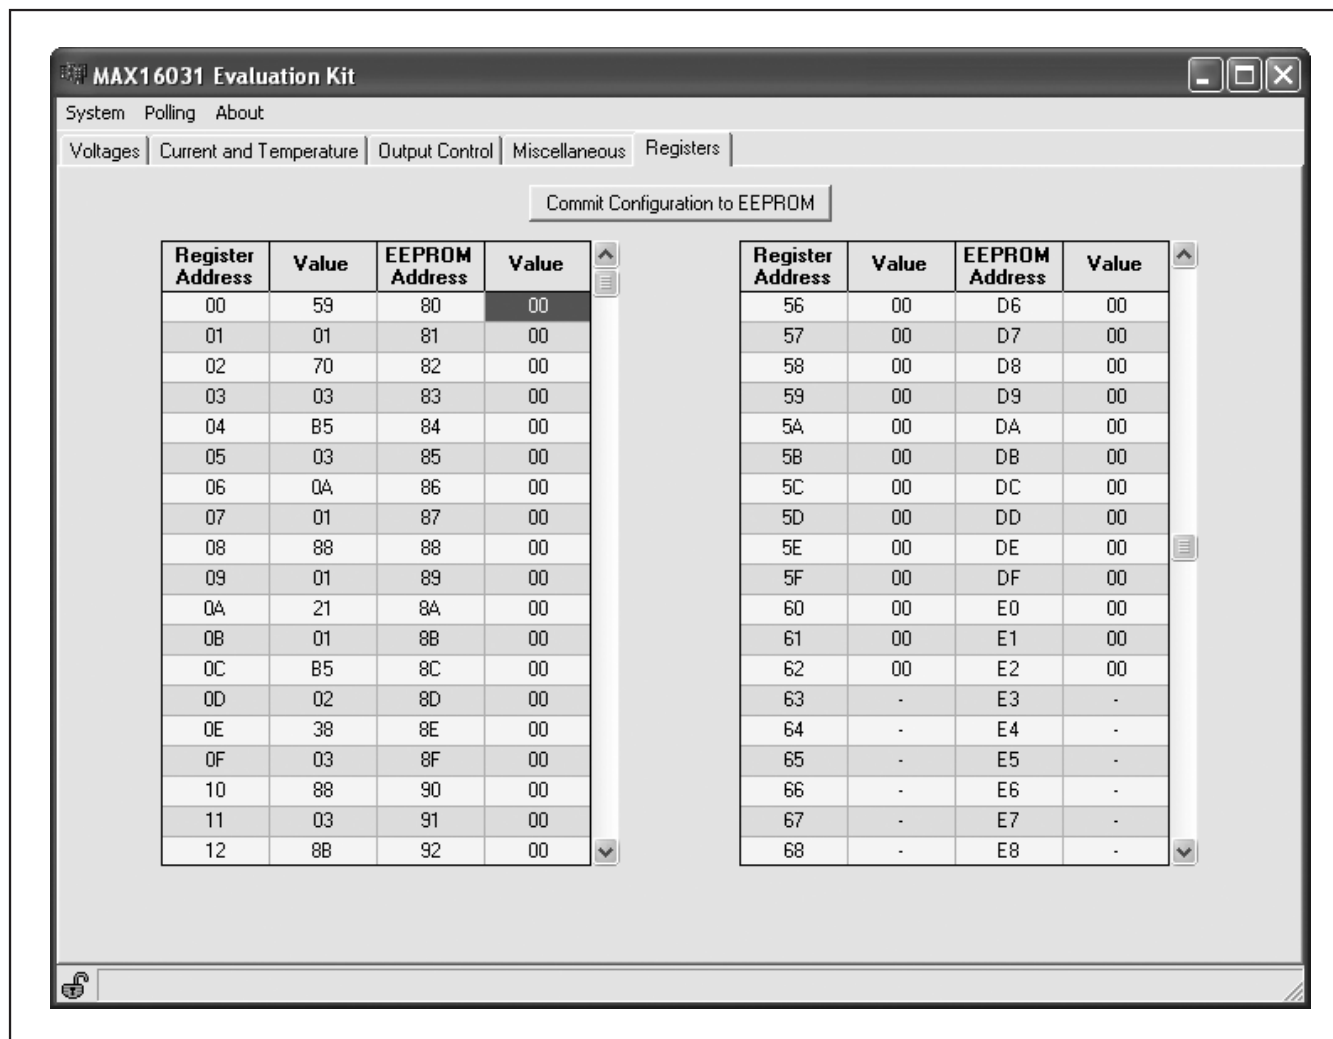 MAX16031 Evaluation Kit
System Polling About
Voltages Current and Temperature Output Control Miscellaneous Registers
Commit Configuration to EEPROM
Register Address Value EEPROM Address Value
00 59 80 00
01 01 81 00
02 70 82 00
03 03 83 00
04 B5 84 00
05 03 85 00
06 0A 86 00
07 01 87 00
08 88 88 00
09 01 89 00
0A 21 8A 00
0B 01 8B 00
0C B5 8C 00
0D 02 8D 00
0E 38 8E 00
0F 03 8F 00
10 88 90 00
11 03 91 00
12 8B 92 00
Register Address Value EEPROM Address Value
56 00 D6 00
57 00 D7 00
58 00 D8 00
59 00 D9 00
5A 00 DA 00
5B 00 DB 00
5C 00 DC 00
5D 00 DD 00
5E 00 DE 00
5F 00 DF 00
60 00 E0 00
61 00 E1 00
62 00 E2 00
63 - E3 -
64 - E4 -
65 - E5 -
66 - E6 -
67 - E7 -
68 - E8 -